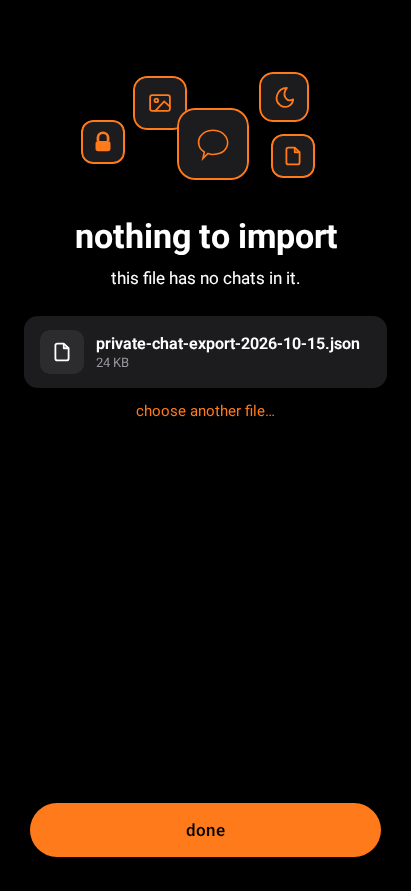 nothing to import
this file has no chats in it.
private-chat-export-2026-10-15.json
24 KB
choose another file…
done